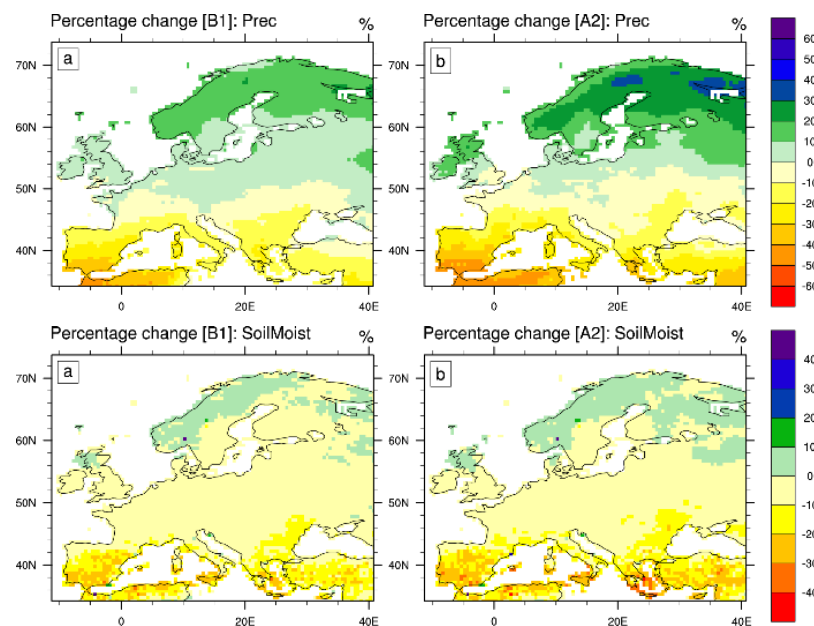 Percentage change [B1]: Prec %
Percentage change [A2]: Prec %
a
b
70N
60N
50N
40N
0 20E 40E
70N
60N
50N
40N
0 20E 40E
60
50
40
30
20
10
0
-10
-20
-30
-40
-50
-60
Percentage change [B1]: SoilMoist %
Percentage change [A2]: SoilMoist %
a
b
70N
60N
50N
40N
0 20E 40E
70N
60N
50N
40N
0 20E 40E
40
30
20
10
0
-10
-20
-30
-40